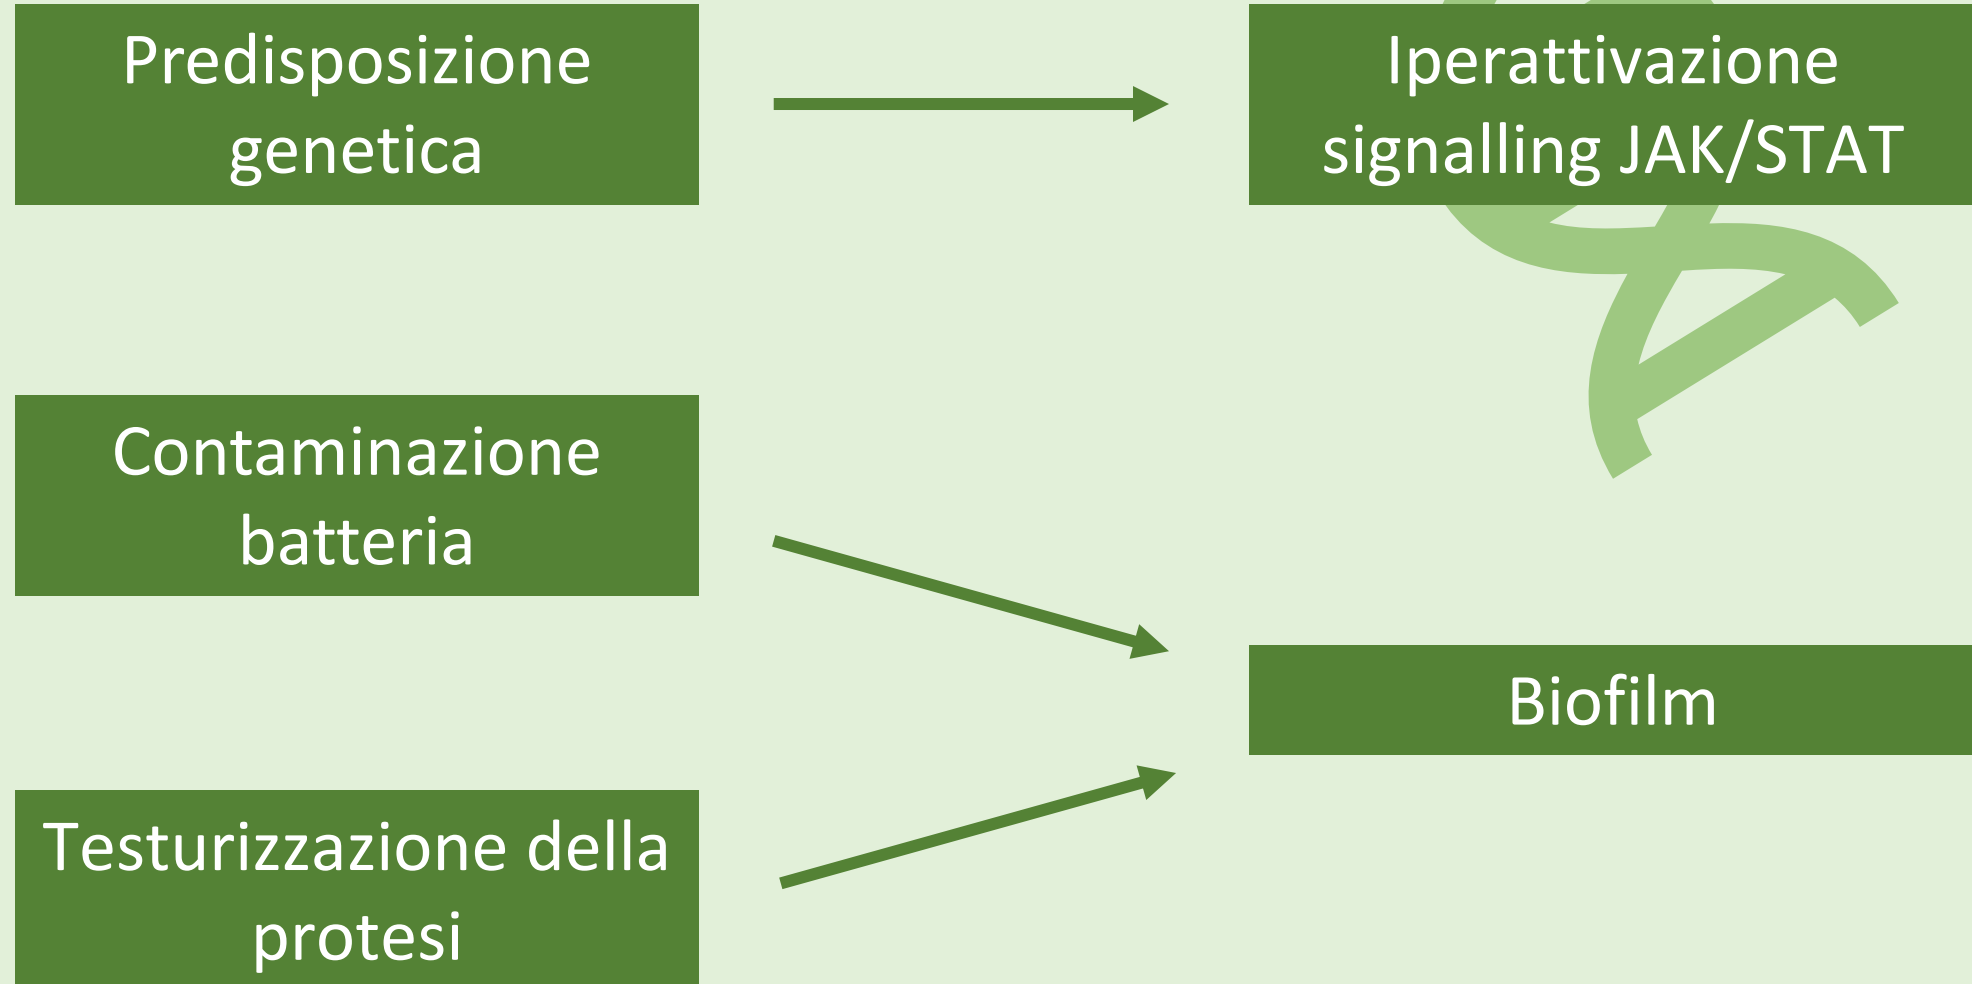 Predisposizione
genetica
Iperattivazione
signalling JAK/STAT
Contaminazione
batteria
Biofilm
Testurizzazione della
protesi